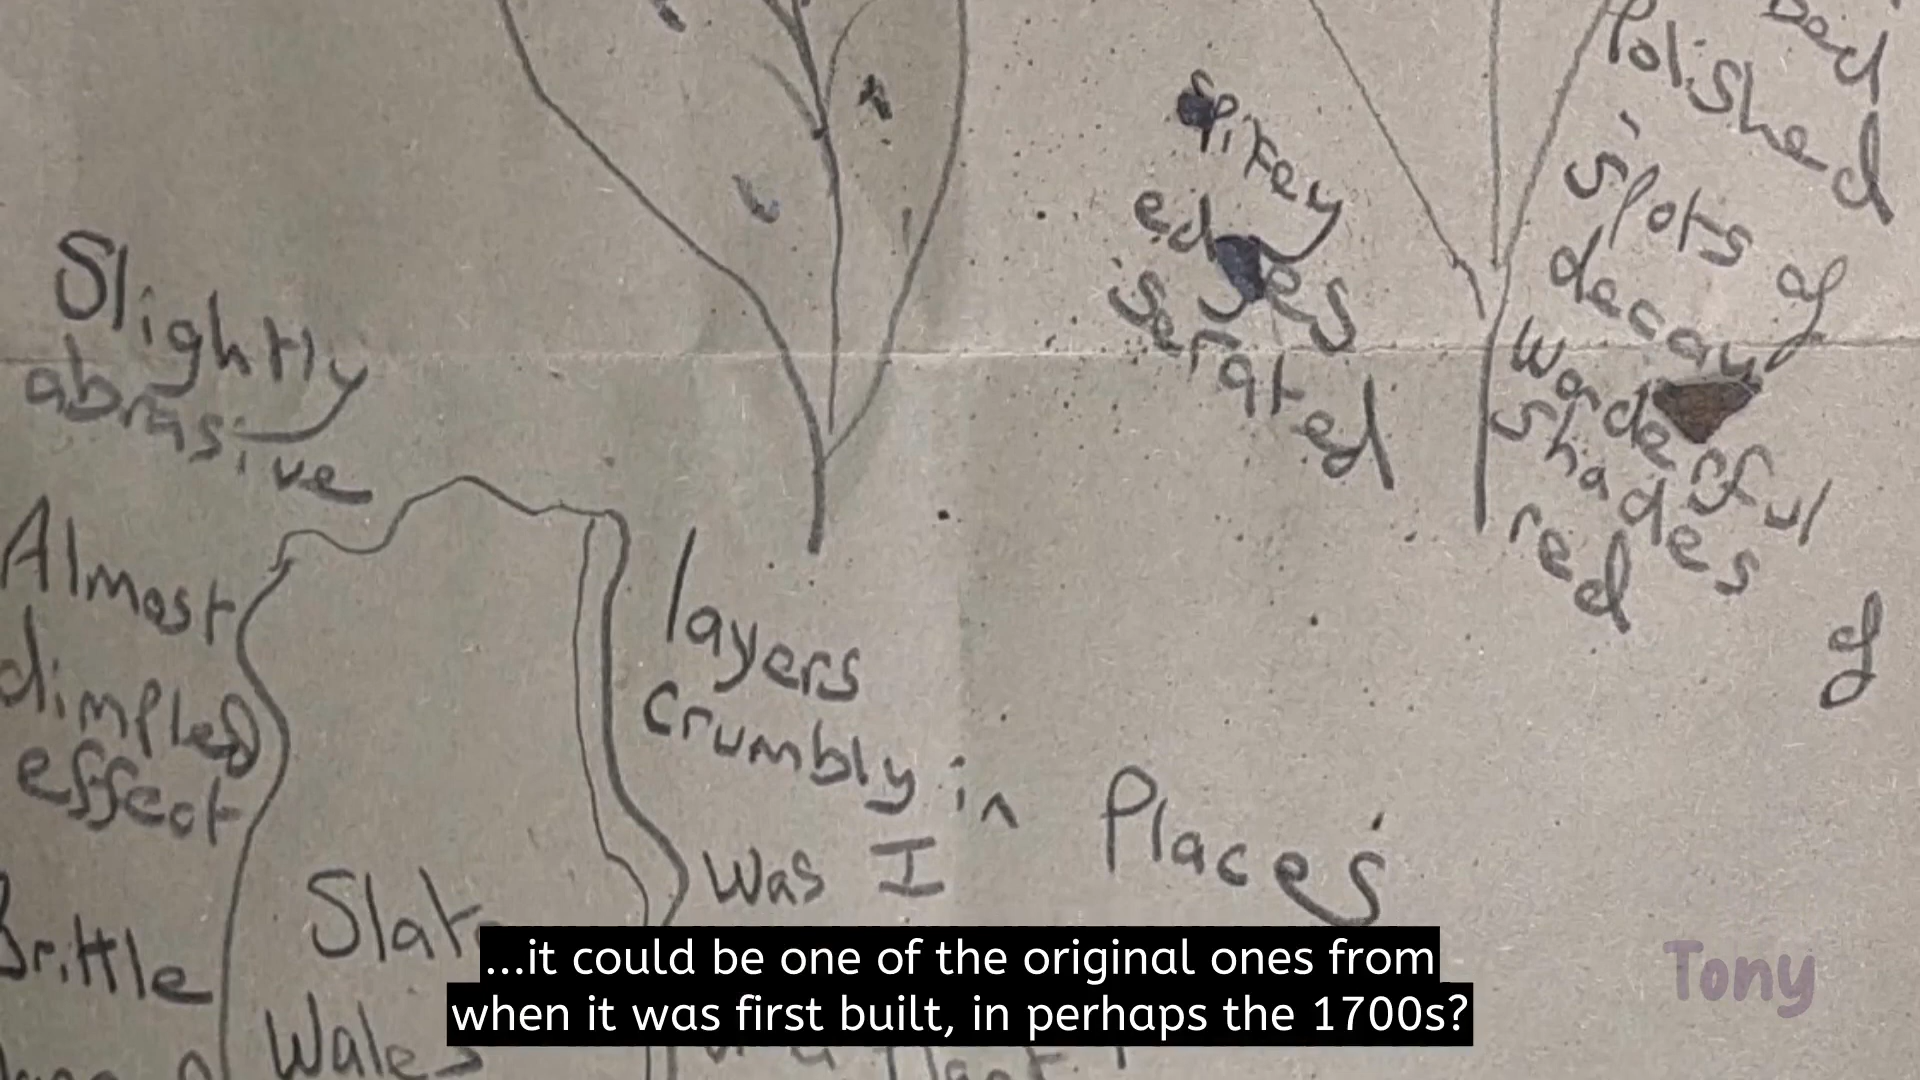 Polished
spots of
decay
wonderful
shades of
red
spikey
edges
serated
Slightly
abrasive
Almost
dimpled
effect
Brittle
Slate
Wales
layers
crumbly in Places
Was I
...it could be one of the original ones from
when it was first built, in perhaps the 1700s?
Tony